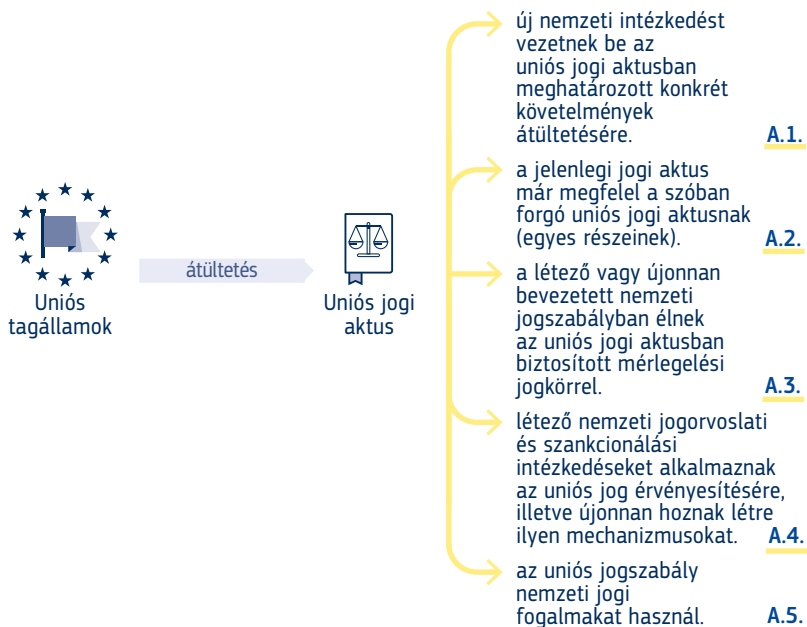 Uniós
tagállamok
átültetés
Uniós jogi
aktus
új nemzeti intézkedést
vezetnek be az
uniós jogi aktusban
meghatározott konkrét
követelmények
átültetésére. A.1.
a jelenlegi jogi aktus
már megfelel a szóban
forgó uniós jogi aktusnak
(egyes részeinek). A.2.
a létező vagy újonnan
bevezetett nemzeti
jogszabályban élnek
az uniós jogi aktusban
biztosított mérlegelési
jogkörrel. A.3.
létező nemzeti jogorvoslati
és szankcionálási
intézkedéseket alkalmaznak
az uniós jog érvényesítésére,
illetve újonnan hoznak létre
ilyen mechanizmusokat. A.4.
az uniós jogszabály
nemzeti jogi
fogalmakat használ. A.5.